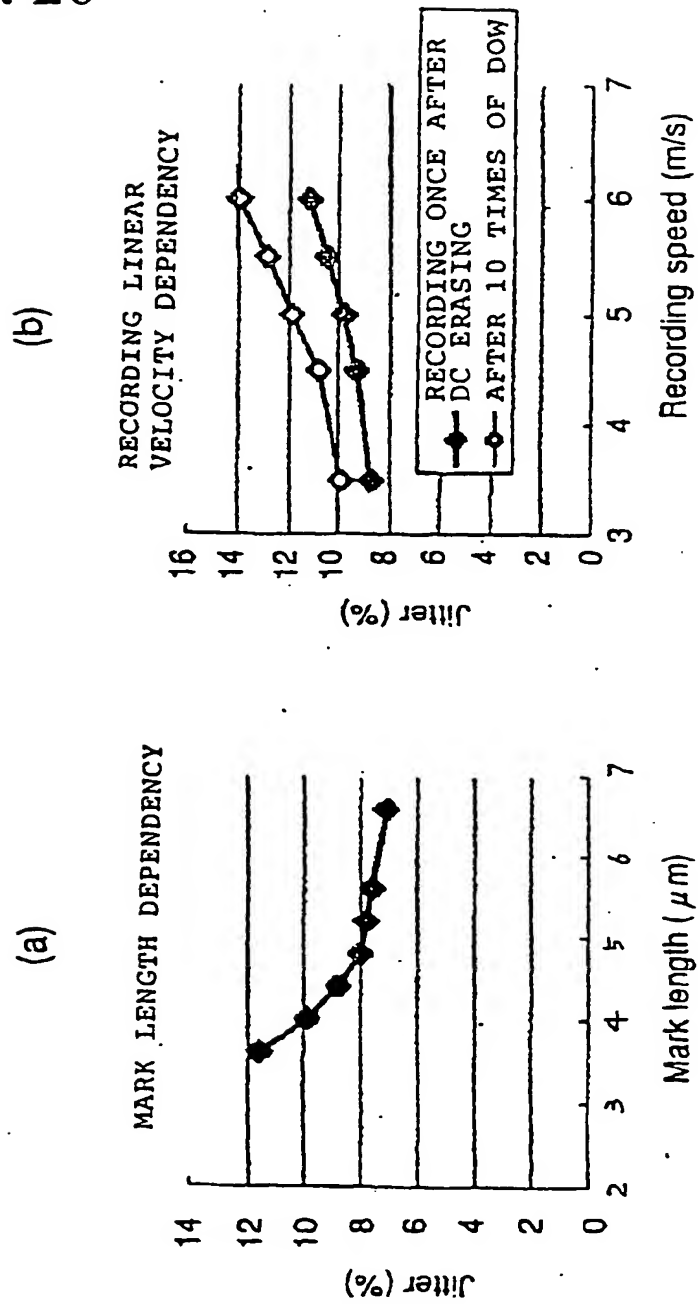 (a)
MARK LENGTH DEPENDENCY
Jitter (%)
14
12
10
8
6
4
2
0
2
3
4
5
6
7
Mark length (μm)
(b)
RECORDING LINEAR
VELOCITY DEPENDENCY
Jitter (%)
16
14
12
10
8
6
4
2
0
RECORDING ONCE AFTER
DC ERASING
AFTER 10 TIMES OF DOW
3
4
5
6
7
Recording speed (m/s)